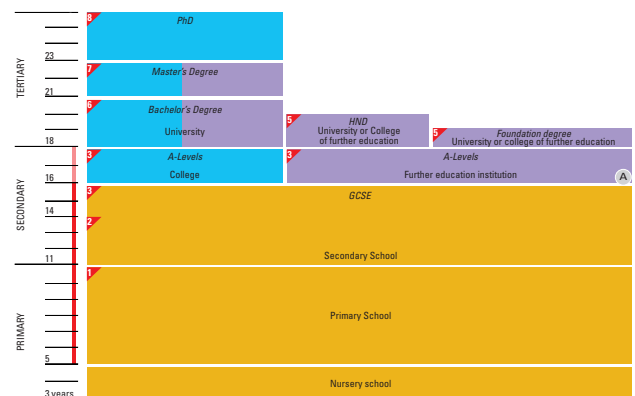 8
PhD
23
7
Master's Degree
21
6
Bachelor's Degree
University
5
HND
University or College
of further education
5
Foundation degree
University or college of further education
18
3
A-Levels
College
3
A-Levels
Further education institution
A
16
3
GCSE
14
2
Secondary School
11
1
Primary School
5
Nursery school
3 years
TERTIARY
SECONDARY
PRIMARY